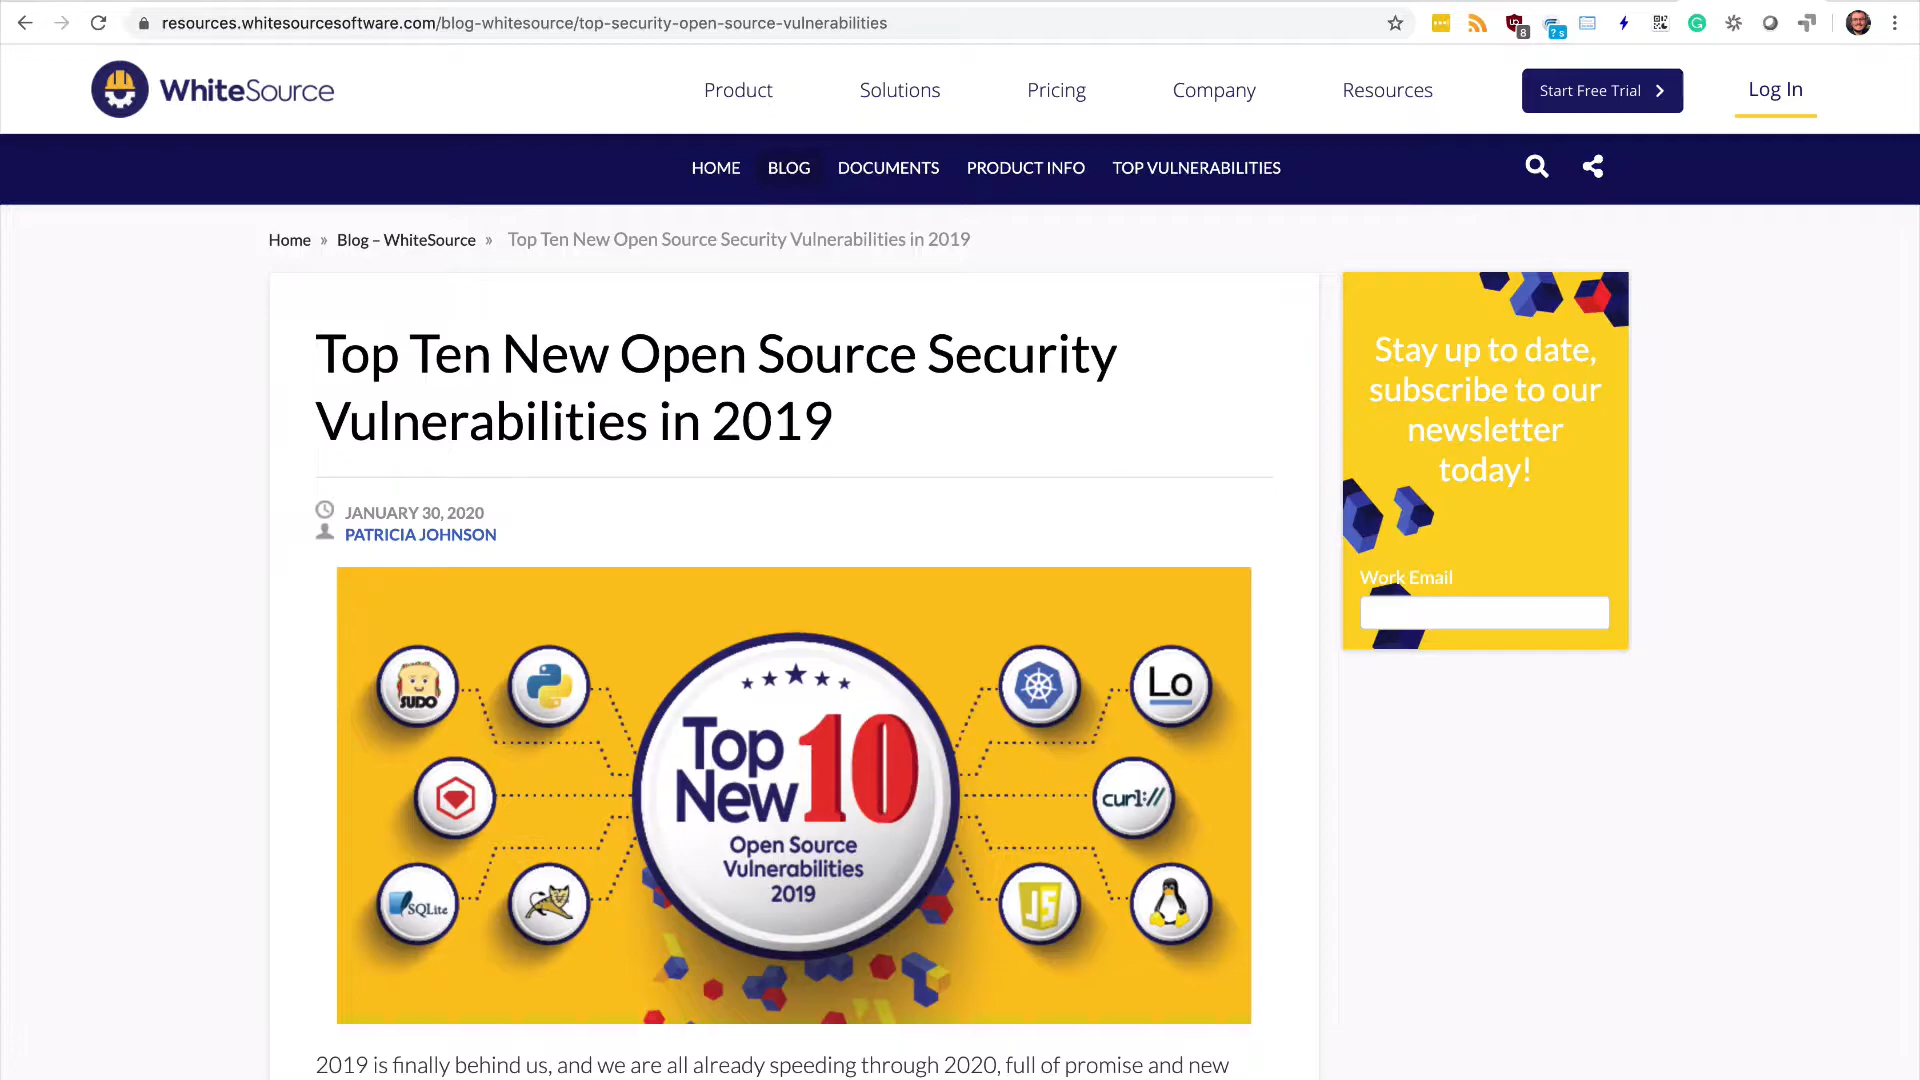 resources.whitesourcesoftware.com/blog-whitesource/top-security-open-source-vulnerabilities
8
? s
WhiteSource
Product Solutions Pricing Company Resources Start Free Trial Log In
HOME BLOG DOCUMENTS PRODUCT INFO TOP VULNERABILITIES
Home » Blog – WhiteSource » Top Ten New Open Source Security Vulnerabilities in 2019
Top Ten New Open Source Security
Vulnerabilities in 2019
JANUARY 30, 2020
PATRICIA JOHNSON
SUDO
Top
New 10
Open Source
Vulnerabilities
2019
Lo
curl://
SQLite
JS
2019 is finally behind us, and we are all already speeding through 2020, full of promise and new
Stay up to date,
subscribe to our
newsletter
today!
Work Email